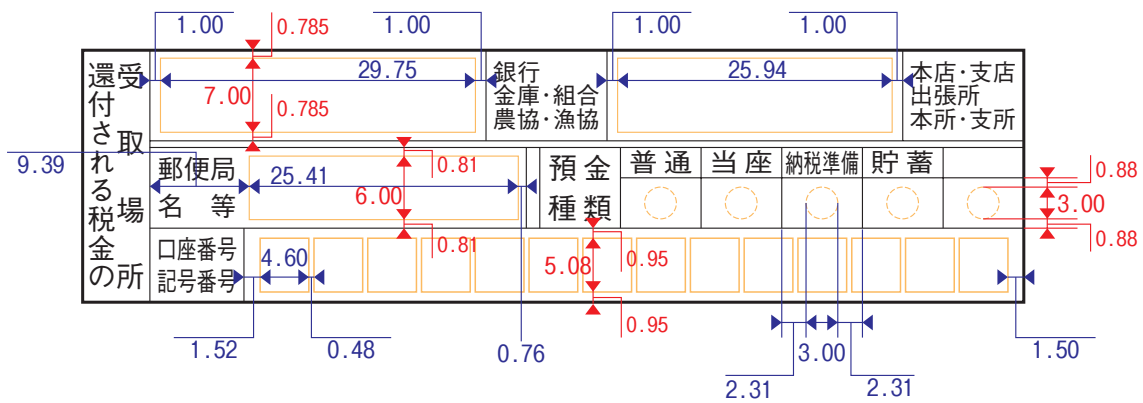 1.00
0.785
1.00
1.00
1.00
還付される税金の
受取場所
29.75
7.00
0.785
銀行
金庫・組合
農協・漁協
25.94
本店・支店
出張所
本所・支所
9.39
郵便局
名 等
25.41
0.81
6.00
0.81
預金
種類
普通
当座
納税準備
貯蓄
0.88
3.00
0.88
口座番号
記号番号
4.60
5.08
0.95
0.95
1.52
0.48
0.76
3.00
2.31
2.31
1.50